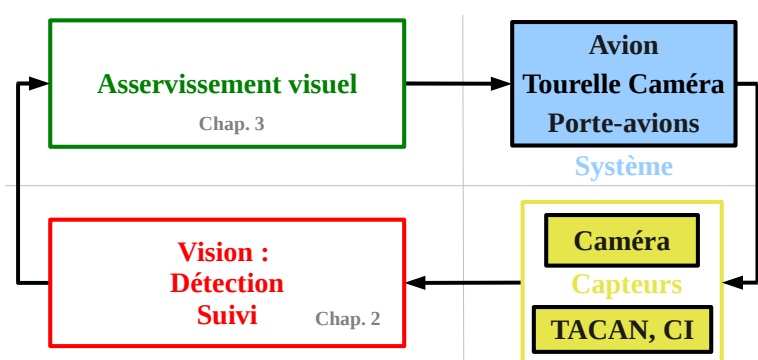 Asservissement visuel
Chap. 3
Avion
Tourelle Caméra
Porte-avions
Système
Vision :
Détection
Suivi
Chap. 2
Caméra
Capteurs
TACAN, CI